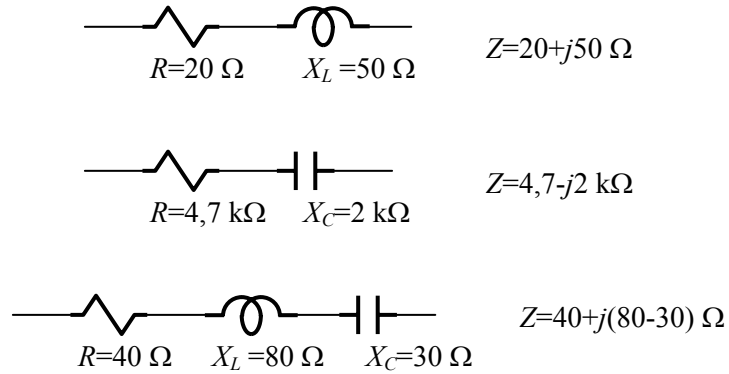 R=20 Ω X_L =50 Ω Z=20+j50 Ω
R=4,7 kΩ X_C=2 kΩ Z=4,7-j2 kΩ
R=40 Ω X_L =80 Ω X_C=30 Ω Z=40+j(80-30) Ω